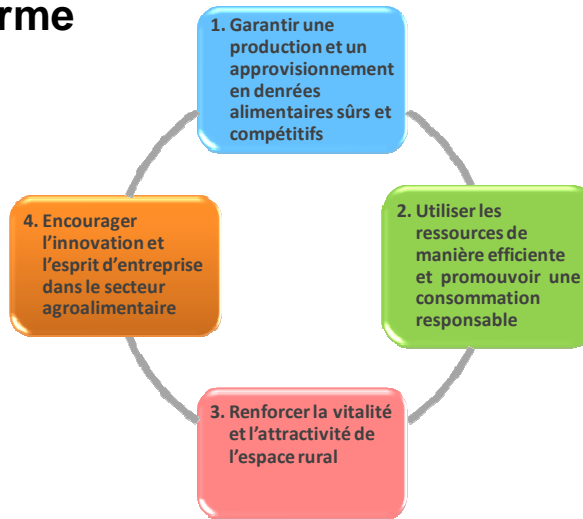 rme
1. Garantir une
production et un
approvisionnement
en denrées
alimentaires sûrs et
compétitifs
2. Utiliser les
ressources de
manière efficiente
et promouvoir une
consommation
responsable
3. Renforcer la vitalité
et l'attractivité de
l'espace rural
4. Encourager
l'innovation et
l'esprit d'entreprise
dans le secteur
agroalimentaire